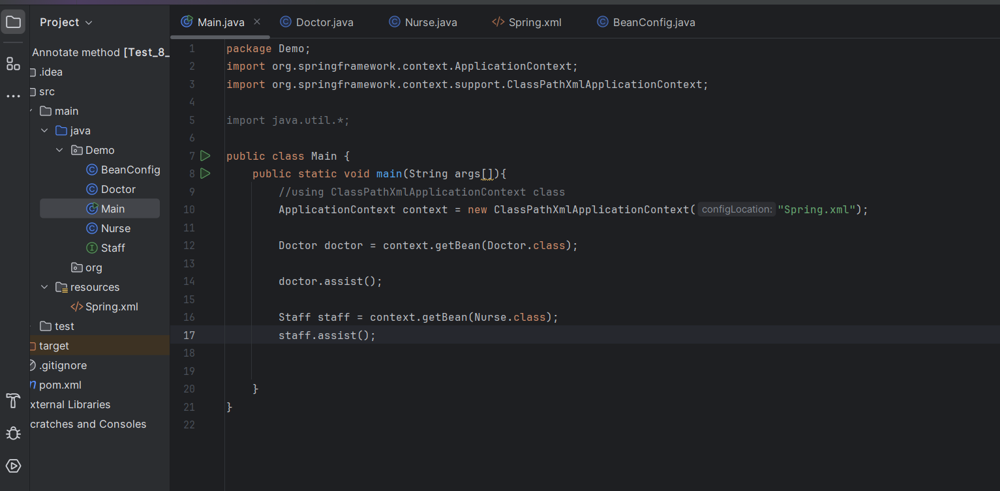 Project
Annotate method [Test_8_
.idea
src
main
java
Demo
BeanConfig
Doctor
Main
Nurse
Staff
org
resources
Spring.xml
test
target
.gitignore
pom.xml
xternal Libraries
cratches and Consoles
Main.java Doctor.java Nurse.java Spring.xml BeanConfig.java
1 package Demo;
2 import org.springframework.context.ApplicationContext;
3 import org.springframework.context.support.ClassPathXmlApplicationContext;
4
5 import java.util.*;
6
7 public class Main {
8 public static void main(String args[]){
9 //using ClassPathXmlApplicationContext class
10 ApplicationContext context = new ClassPathXmlApplicationContext( configLocation: "Spring.xml");
11
12 Doctor doctor = context.getBean(Doctor.class);
13
14 doctor.assist();
15
16 Staff staff = context.getBean(Nurse.class);
17 staff.assist();
18
19
20 }
21 }
22